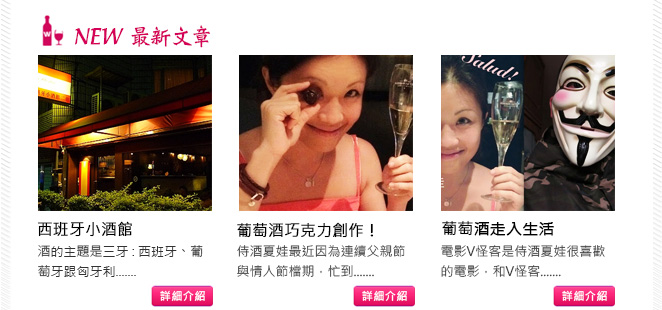 NEW 最新文章
Salud!
西班牙小酒館
酒的主題是三牙 : 西班牙、葡
萄牙跟匈牙利.......
詳細介紹
葡萄酒巧克力創作！
侍酒夏娃最近因為連續父親節
與情人節檔期，忙到.......
詳細介紹
葡萄酒走入生活
電影V怪客是侍酒夏娃很喜歡
的電影，和V怪客.......
詳細介紹